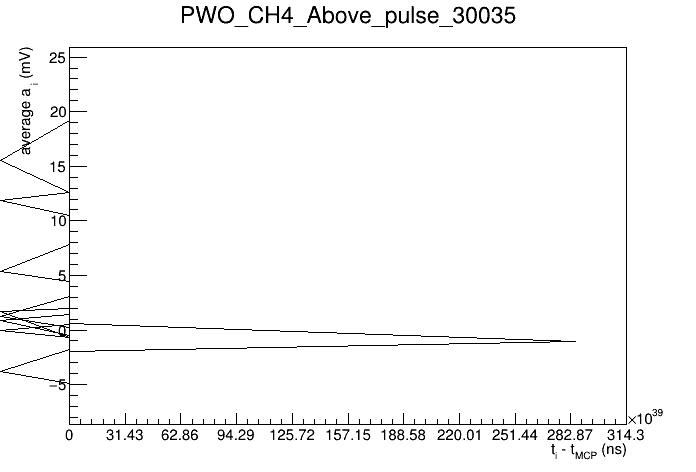 PWO_CH4_Above_pulse_30035
average a i (mV)
25
20
15
10
5
0
−5
×10^39
0 31.43 62.86 94.29 125.72 157.15 188.58 220.01 251.44 282.87 314.3
t_i - t_MCP (ns)